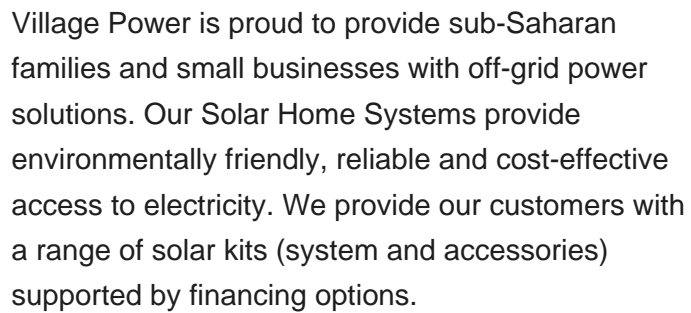 Village Power is proud to provide sub-Saharan
families and small businesses with off-grid power
solutions. Our Solar Home Systems provide
environmentally friendly, reliable and cost-effective
access to electricity. We provide our customers with
a range of solar kits (system and accessories)
supported by financing options.